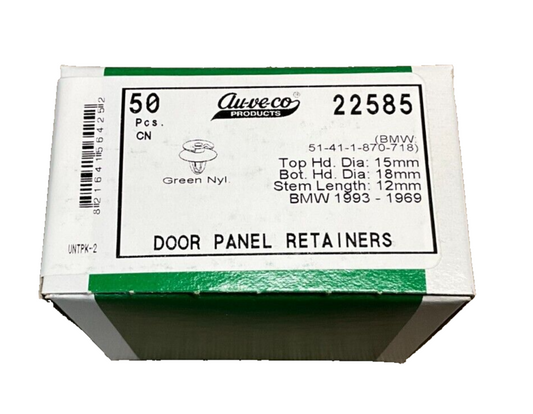 50
Pcs.
CN
Au-ve-co®
PRODUCTS
22585
(BMW:
51-41-1-870-718)
Top Hd. Dia: 15mm
Bot. Hd. Dia: 18mm
Stem Length: 12mm
BMW 1993 - 1969
Green Nyl.
DOOR PANEL RETAINERS
UNTPK-2